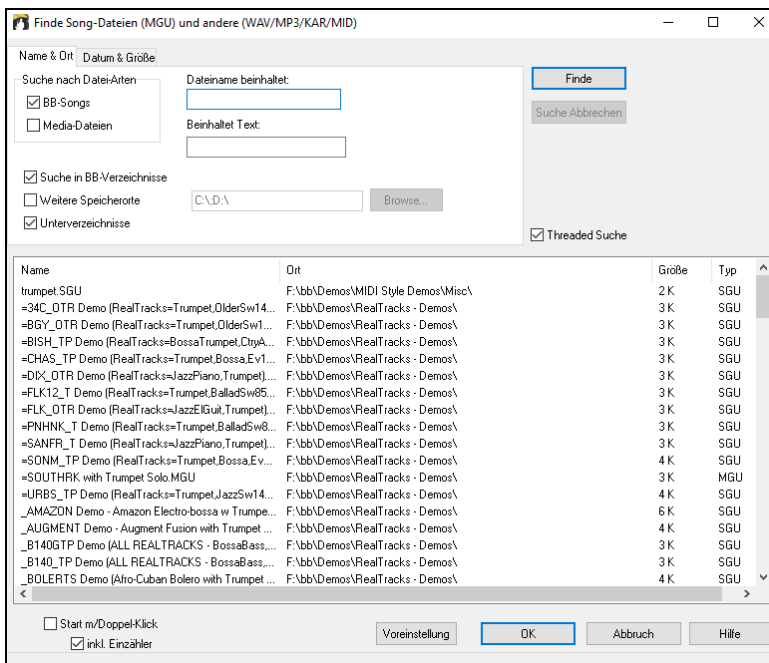 Finde Song-Dateien (MGU) und andere (WAV/MP3/KAR/MID)
Name & Ort Datum & Größe
Suche nach Datei-Arten
BB-Songs
Media-Dateien
Dateiname beinhaltet:
Beinhaltet Text:
Finde
Suche Abbrechen
Suche in BB-Verzeichnisse
Weitere Speicherorte C:\;D:\ Browse...
Unterverzeichnisse
Threaded Suche
Name Ort Größe Typ
trumpet.SGU F:\bb\Demos\MIDI Style Demos\Misc\ 2 K SGU
=34C_OTR Demo (RealTracks=Trumpet,OlderSw14... F:\bb\Demos\RealTracks - Demos\ 3 K SGU
=BGY_OTR Demo (RealTracks=Trumpet,OlderSw1... F:\bb\Demos\RealTracks - Demos\ 3 K SGU
=BISH_TP Demo (RealTracks=BossaTrumpet,CtryA... F:\bb\Demos\RealTracks - Demos\ 3 K SGU
=CHAS_TP Demo (RealTracks=Trumpet,Bossa,Ev1... F:\bb\Demos\RealTracks - Demos\ 3 K SGU
=DIX_OTR Demo (RealTracks=JazzPiano,Trumpet).... F:\bb\Demos\RealTracks - Demos\ 3 K SGU
=FLK12_T Demo (RealTracks=Trumpet,BalladSw85... F:\bb\Demos\RealTracks - Demos\ 3 K SGU
=FLK_OTR Demo (RealTracks=JazzElGuit,Trumpet)... F:\bb\Demos\RealTracks - Demos\ 3 K SGU
=PNHNK_T Demo (RealTracks=Trumpet,BalladSw8... F:\bb\Demos\RealTracks - Demos\ 3 K SGU
=SANFR_T Demo (RealTracks=JazzPiano,Trumpet)... F:\bb\Demos\RealTracks - Demos\ 3 K SGU
=SONM_TP Demo (RealTracks=Trumpet,Bossa,Ev... F:\bb\Demos\RealTracks - Demos\ 4 K SGU
=SOUTHRK with Trumpet Solo.MGU F:\bb\Demos\RealTracks - Demos\ 3 K MGU
=URBS_TP Demo (RealTracks=Trumpet,JazzSw14... F:\bb\Demos\RealTracks - Demos\ 4 K SGU
_AMAZON Demo - Amazon Electro-bossa w Trumpe... F:\bb\Demos\RealTracks - Demos\ 6 K SGU
_AUGMENT Demo - Augment Fusion with Trumpet ... F:\bb\Demos\RealTracks - Demos\ 4 K SGU
_B140GTP Demo (ALL REALTRACKS - BossaBass,... F:\bb\Demos\RealTracks - Demos\ 3 K SGU
_B140_TP Demo (ALL REALTRACKS - BossaBass,... F:\bb\Demos\RealTracks - Demos\ 3 K SGU
_BOLERTS Demo (Afro-Cuban Bolero with Trumpet ... F:\bb\Demos\RealTracks - Demos\ 4 K SGU
Start m/Doppel-Klick
inkl. Einzähler
Voreinstellung OK Abbruch Hilfe